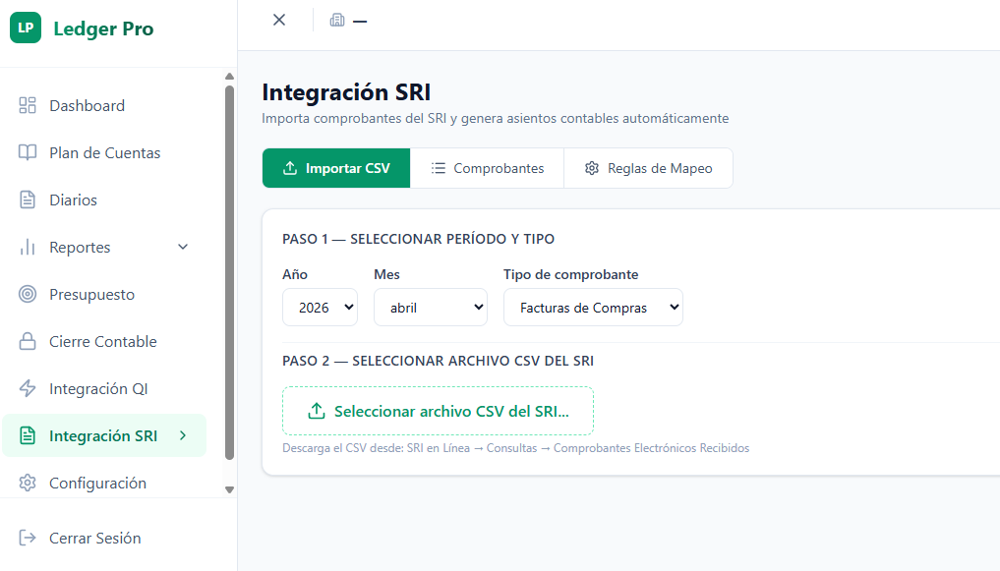 LP
Ledger Pro
Dashboard
Plan de Cuentas
Diarios
Reportes
Presupuesto
Cierre Contable
Integración QI
Integración SRI
Configuración
Cerrar Sesión
—
Integración SRI
Importa comprobantes del SRI y genera asientos contables automáticamente
Importar CSV
Comprobantes
Reglas de Mapeo
PASO 1 — SELECCIONAR PERÍODO Y TIPO
Año Mes Tipo de comprobante
2026 abril Facturas de Compras
PASO 2 — SELECCIONAR ARCHIVO CSV DEL SRI
Seleccionar archivo CSV del SRI...
Descarga el CSV desde: SRI en Línea → Consultas → Comprobantes Electrónicos Recibidos